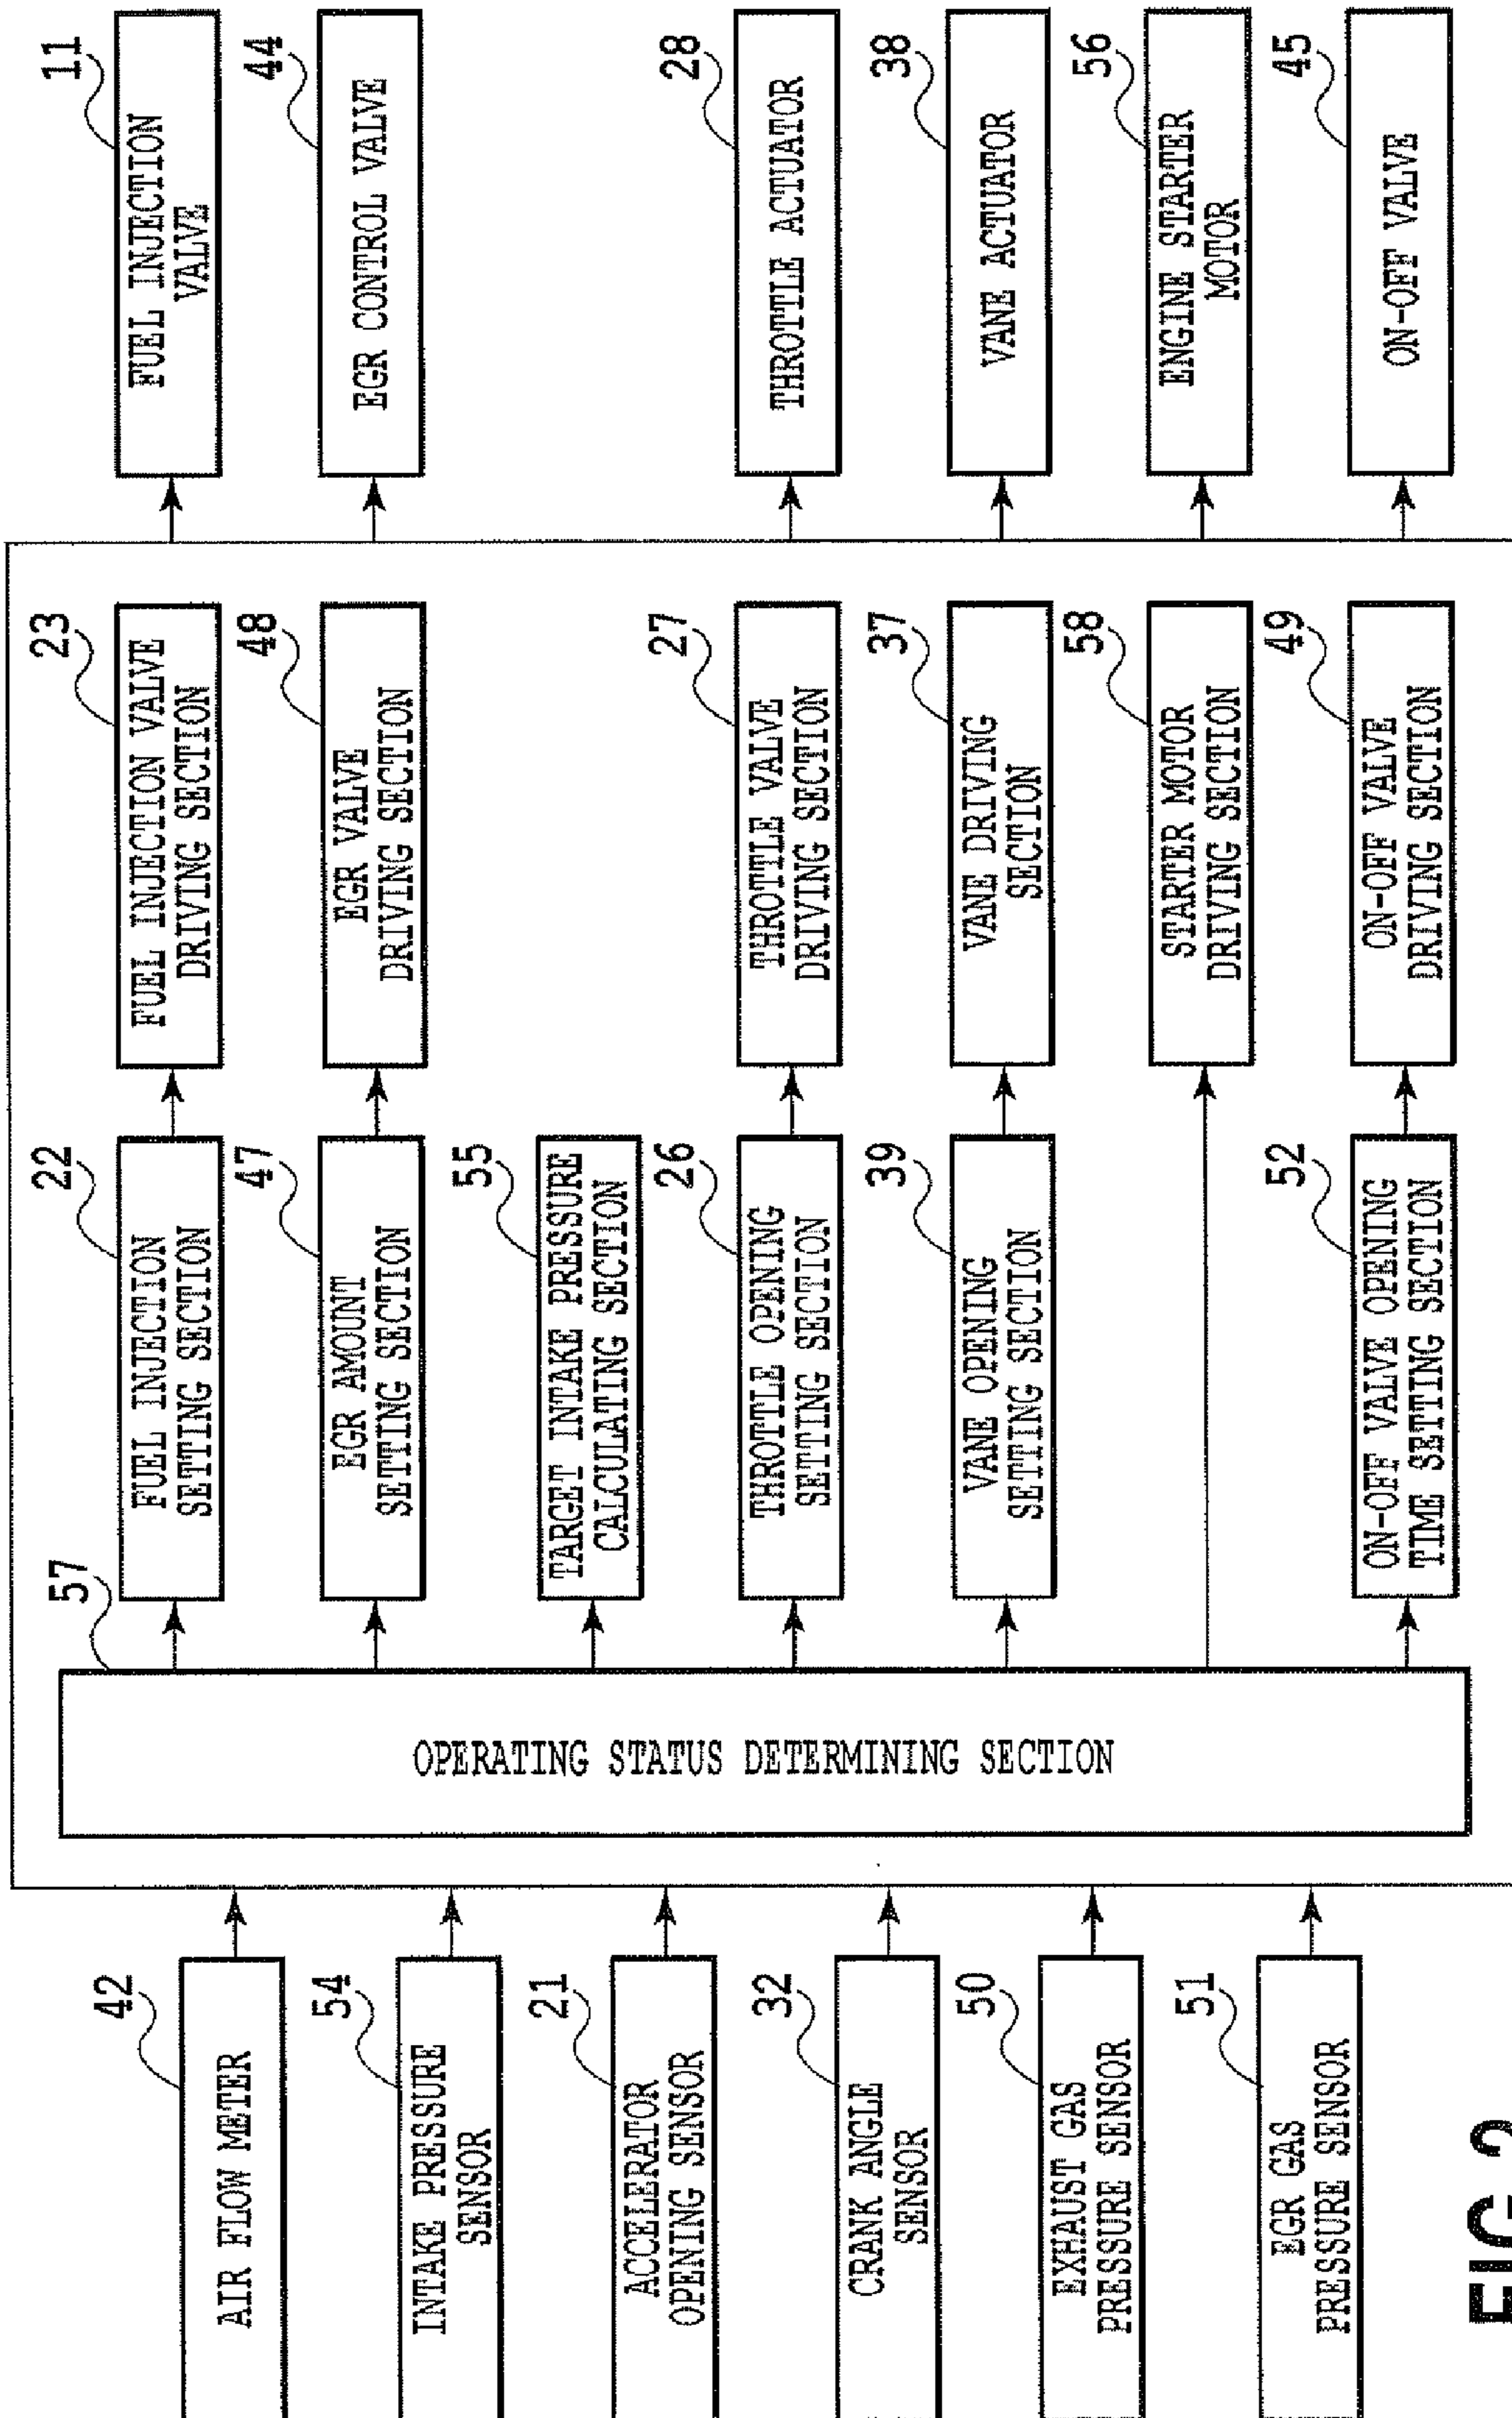 42
AIR FLOW METER
54
INTAKE PRESSURE
SENSOR
21
ACCELERATOR
OPENING SENSOR
32
CRANK ANGLE
SENSOR
50
EXHAUST GAS
PRESSURE SENSOR
51
EGR GAS
PRESSURE SENSOR
57
OPERATING STATUS DETERMINING SECTION
22
FUEL INJECTION
SETTING SECTION
47
EGR AMOUNT
SETTING SECTION
55
TARGET INTAKE PRESSURE
CALCULATING SECTION
26
THROTTLE OPENING
SETTING SECTION
39
VANE OPENING
SETTING SECTION
52
ON-OFF VALVE OPENING
TIME SETTING SECTION
23
FUEL INJECTION VALVE
DRIVING SECTION
48
EGR VALVE
DRIVING SECTION
27
THROTTLE VALVE
DRIVING SECTION
37
VANE DRIVING
SECTION
58
STARTER MOTOR
DRIVING SECTION
49
ON-OFF VALVE
DRIVING SECTION
11
FUEL INJECTION
VALVE
44
EGR CONTROL VALVE
28
THROTTLE ACTUATOR
38
VANE ACTUATOR
56
ENGINE STARTER
MOTOR
45
ON-OFF VALVE